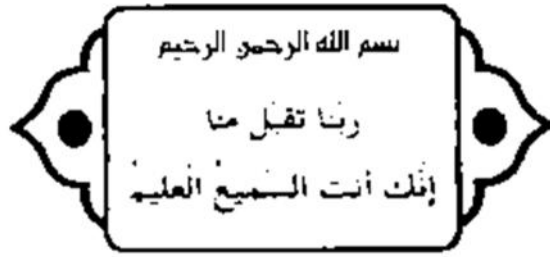 بسم الله الرحمن الرحيم
ربنا تقبل منا
إنك أنت السميع العليم